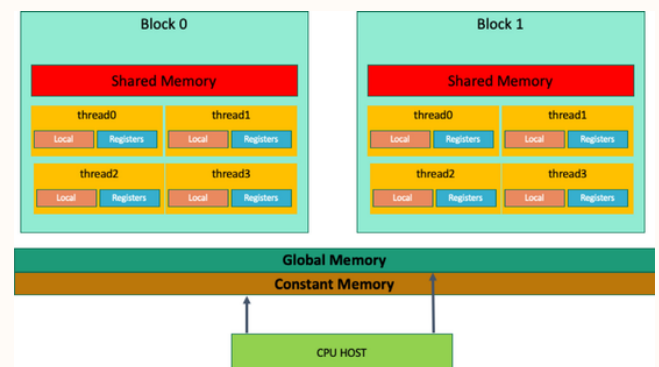 Block 0
Shared Memory
thread0 thread1
Local Registers Local Registers
thread2 thread3
Local Registers Local Registers
Block 1
Shared Memory
thread0 thread1
Local Registers Local Registers
thread2 thread3
Local Registers Local Registers
Global Memory
Constant Memory
CPU HOST